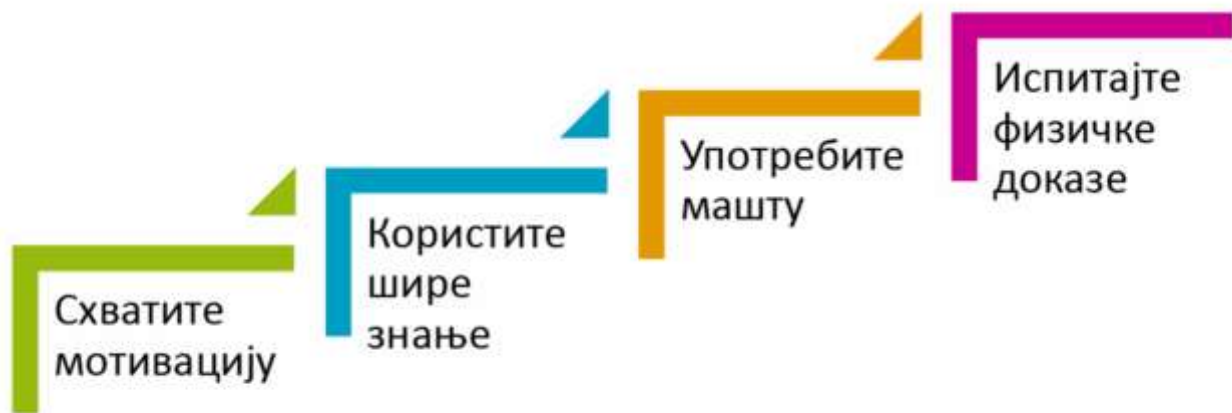 Схватите
мотивацију
Користите
шире
знање
Употребите
машту
Испитајте
физичке
доказе